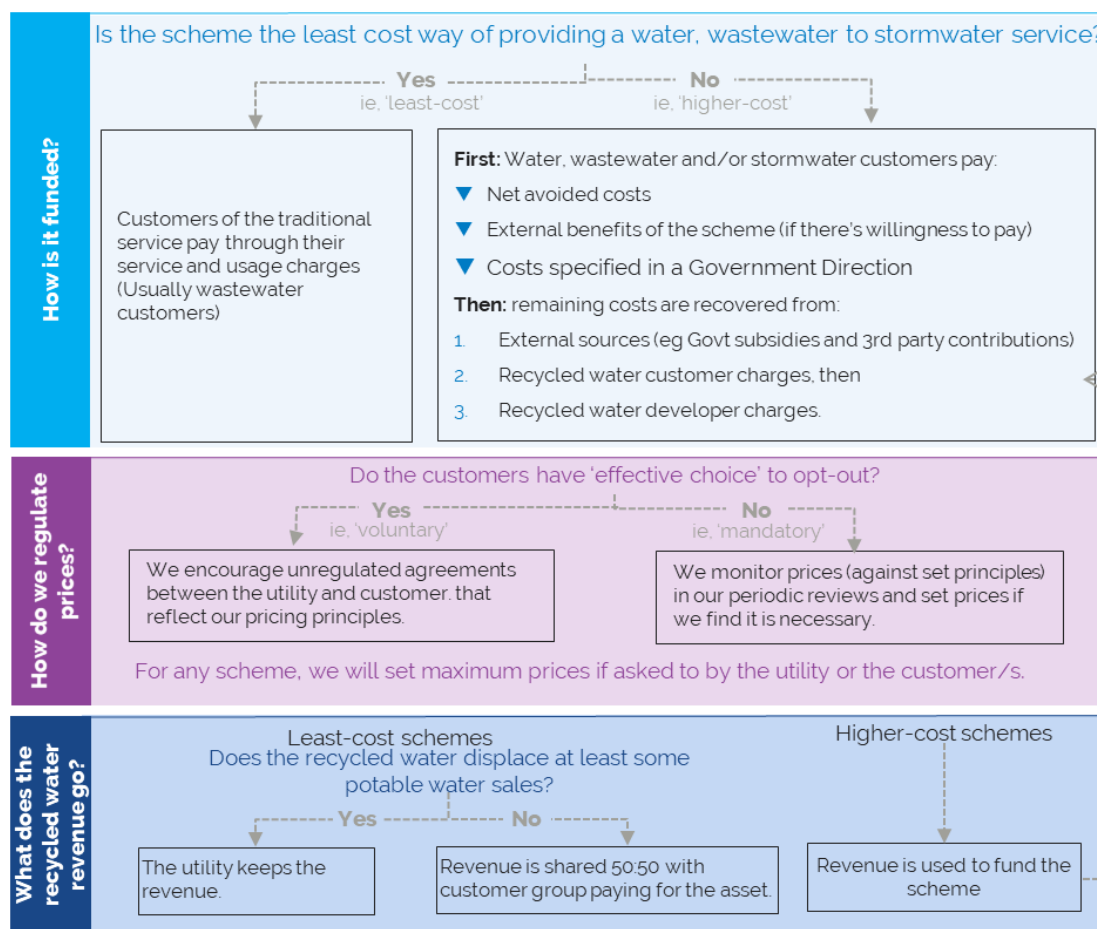 How is it funded?
Is the scheme the least cost way of providing a water, wastewater to stormwater service?
Yes
ie, 'least-cost'
No
ie, 'higher-cost'
Customers of the traditional
service pay through their
service and usage charges
(Usually wastewater
customers)
First: Water, wastewater and/or stormwater customers pay:
▼ Net avoided costs
▼ External benefits of the scheme (if there's willingness to pay)
▼ Costs specified in a Government Direction
Then: remaining costs are recovered from:
1. External sources (eg Govt subsidies and 3rd party contributions)
2. Recycled water customer charges, then
3. Recycled water developer charges.
How do we regulate
prices?
Do the customers have 'effective choice' to opt-out?
Yes
ie, 'voluntary'
No
ie, 'mandatory'
We encourage unregulated agreements
between the utility and customer. that
reflect our pricing principles.
We monitor prices (against set principles)
in our periodic reviews and set prices if
we find it is necessary.
For any scheme, we will set maximum prices if asked to by the utility or the customer/s.
What does the
recycled water
revenue go?
Least-cost schemes
Does the recycled water displace at least some
potable water sales?
Yes
No
The utility keeps the
revenue.
Revenue is shared 50:50 with
customer group paying for the asset.
Higher-cost schemes
Revenue is used to fund the
scheme